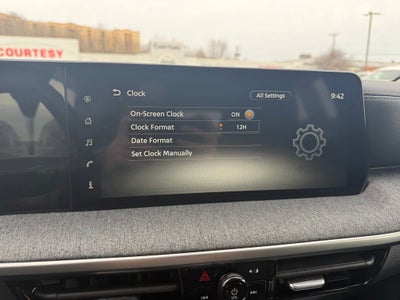 COURTESY
Clock
All Settings
9:42
On-Screen Clock ON
Clock Format 12H
Date Format
Set Clock Manually